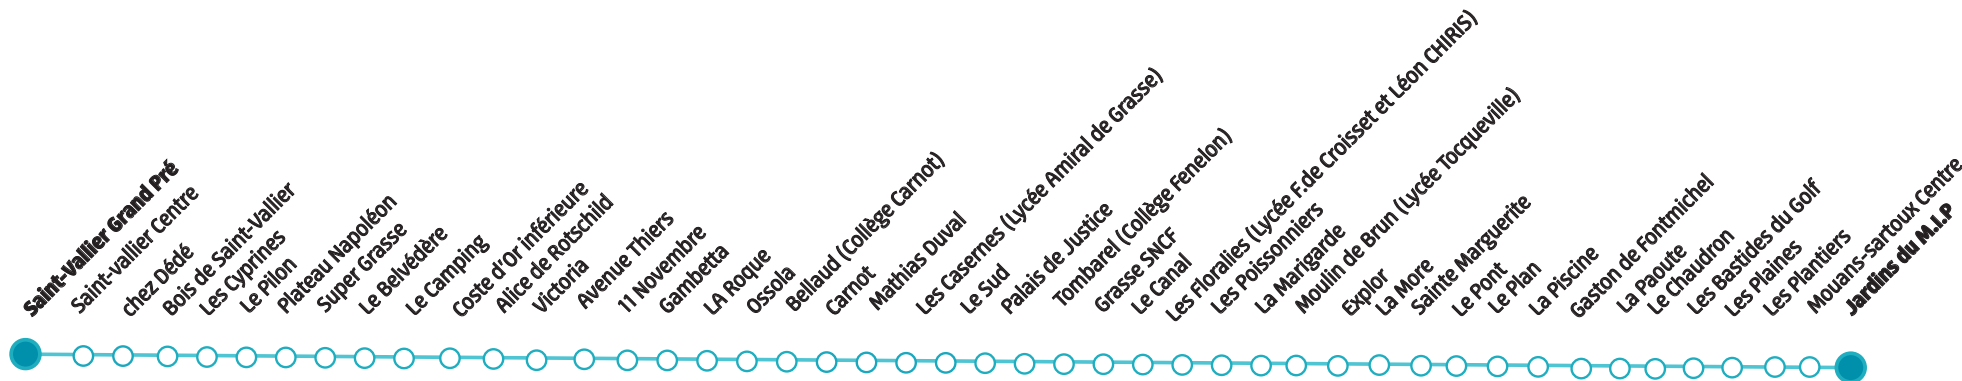 Saint-Vallier Grand Pré
Saint-vallier Centre
chez Dédé
Bois de Saint-Vallier
Les Cyprines
Le Pilon
Plateau Napoléon
Super Grasse
Le Belvédère
Le Camping
Coste d'Or inférieure
Alice de Rotschild
Victoria
Avenue Thiers
11 Novembre
Gambetta
LA Roque
Ossola
Bellaud (Collège Carnot)
Carnot
Mathias Duval
Les Casernes (Lycée Amiral de Grasse)
Le Sud
Palais de Justice
Tombarel (Collège Fenelon)
Grasse SNCF
Le Canal
Les Floralies (Lycée F.de Croisset et Léon CHIRIS)
Les Poissonniers
La Marigarde
Moulin de Brun (Lycée Tocqueville)
Explor
La More
Sainte Marguerite
Le Pont
Le Plan
La Piscine
Gaston de Fontmichel
La Paoute
Le Chaudron
Les Bastides du Golf
Les Plaines
Les Plantiers
Mouans-Sartoux Centre
Jardins du M.I.P